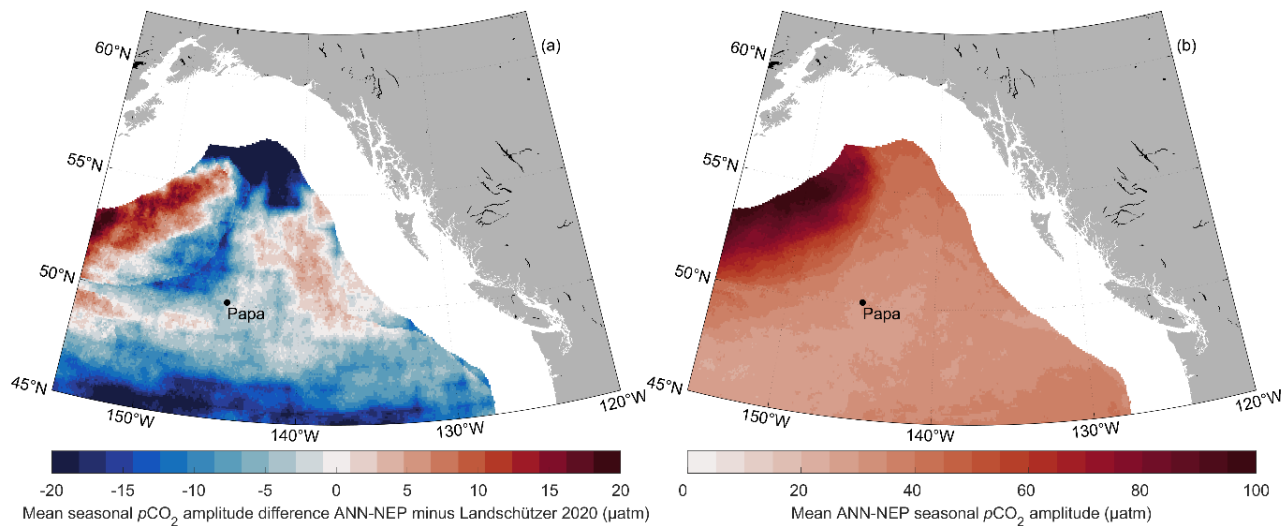 (a)
60°N
55°N
50°N
45°N
Papa
150°W
140°W
130°W
120°W
-20 -15 -10 -5 0 5 10 15 20
Mean seasonal pCO₂ amplitude difference ANN-NEP minus Landschützer 2020 (µatm)
(b)
60°N
55°N
50°N
45°N
Papa
150°W
140°W
130°W
120°W
0 20 40 60 80 100
Mean ANN-NEP seasonal pCO₂ amplitude (µatm)